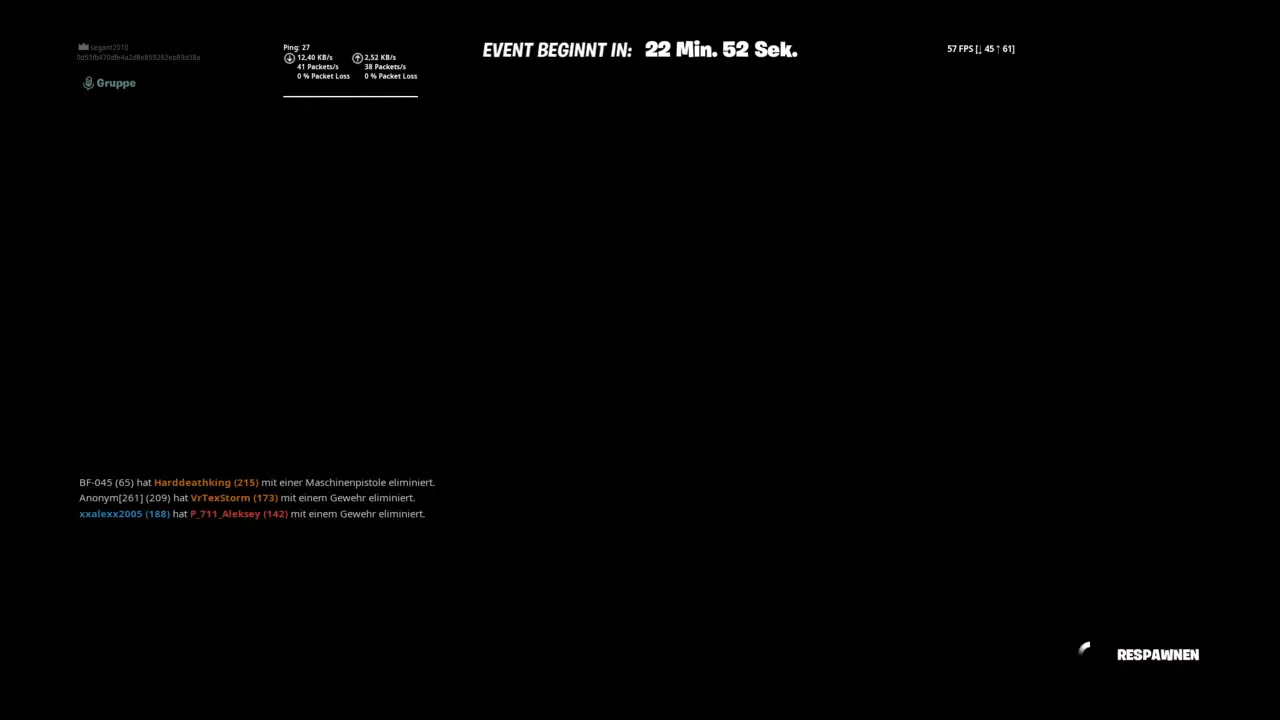 segant2010
Gruppe
Ping: 27
12,40 KB/s
41 Packets/s
0 % Packet Loss
2,52 KB/s
38 Packets/s
0 % Packet Loss
EVENT BEGINNT IN: 22 Min. 52 Sek.
57 FPS [↓ 45 ↑ 61]
BF-045 (65) hat Harddeathking (215) mit einer Maschinenpistole eliminiert.
Anonym[261] (209) hat VrTexStorm (173) mit einem Gewehr eliminiert.
xxalexx2005 (188) hat P_711_Aleksey (142) mit einem Gewehr eliminiert.
RESPAWNEN